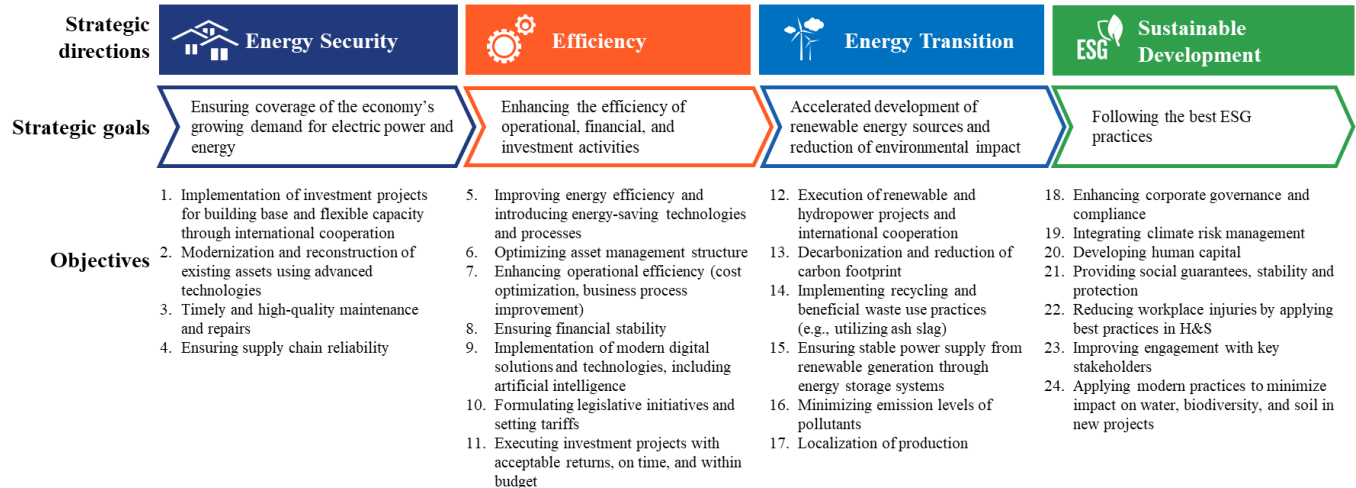 Strategic
directions
Energy Security
Efficiency
Energy Transition
ESG
Sustainable
Development
Strategic goals
Ensuring coverage of the economy's
growing demand for electric power and
energy
Enhancing the efficiency of
operational, financial, and
investment activities
Accelerated development of
renewable energy sources and
reduction of environmental impact
Following the best ESG
practices
Objectives
1. Implementation of investment projects
for building base and flexible capacity
through international cooperation
2. Modernization and reconstruction of
existing assets using advanced
technologies
3. Timely and high-quality maintenance
and repairs
4. Ensuring supply chain reliability
5. Improving energy efficiency and
introducing energy-saving technologies
and processes
6. Optimizing asset management structure
7. Enhancing operational efficiency (cost
optimization, business process
improvement)
8. Ensuring financial stability
9. Implementation of modern digital
solutions and technologies, including
artificial intelligence
10. Formulating legislative initiatives and
setting tariffs
11. Executing investment projects with
acceptable returns, on time, and within
budget
12. Execution of renewable and
hydropower projects and
international cooperation
13. Decarbonization and reduction of
carbon footprint
14. Implementing recycling and
beneficial waste use practices
(e.g., utilizing ash slag)
15. Ensuring stable power supply from
renewable generation through
energy storage systems
16. Minimizing emission levels of
pollutants
17. Localization of production
18. Enhancing corporate governance and
compliance
19. Integrating climate risk management
20. Developing human capital
21. Providing social guarantees, stability and
protection
22. Reducing workplace injuries by applying
best practices in H&S
23. Improving engagement with key
stakeholders
24. Applying modern practices to minimize
impact on water, biodiversity, and soil in
new projects